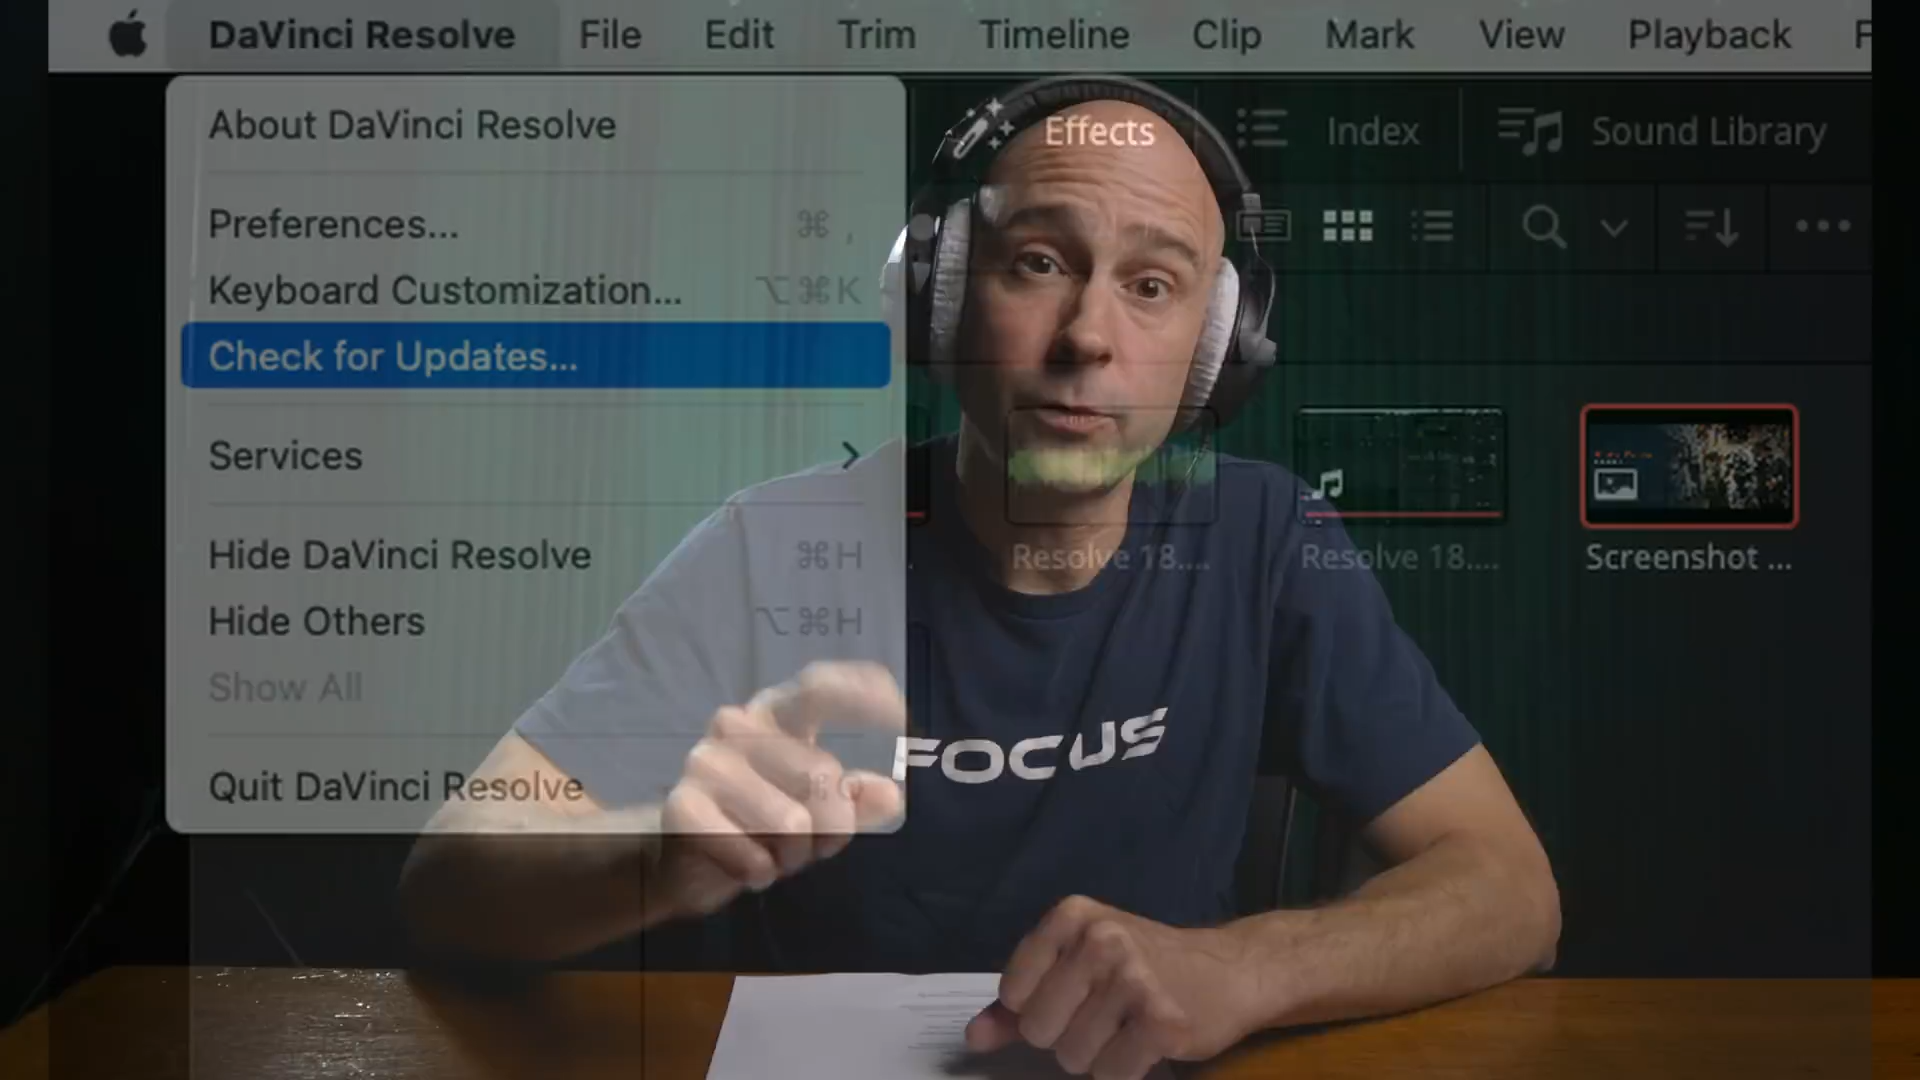 DaVinci Resolve File Edit Trim Timeline Clip Mark View Playback F
About DaVinci Resolve
Preferences... ⌘ ,
Keyboard Customization... ⌥⌘K
Check for Updates...
Services
Hide DaVinci Resolve ⌘H
Hide Others ⌥⌘H
Show All
Quit DaVinci Resolve ⌘Q
Effects Index Sound Library
Resolve 18.... Resolve 18.... Screenshot ...
FOCUS